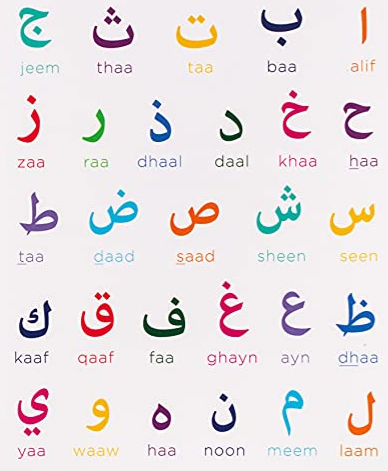 ا ب ت ث ج
.alif baa taa thaa jeem
ح خ د ذ ر ز
haa khaa daal dhaal raa zaa
س ش ص ض ط
seen sheen saad daad taa
ظ ع غ ف ق ك
dhaa ayn ghayn faa qaaf kaaf
ل م ن ه و ي
laam meem noon haa waaw yaa